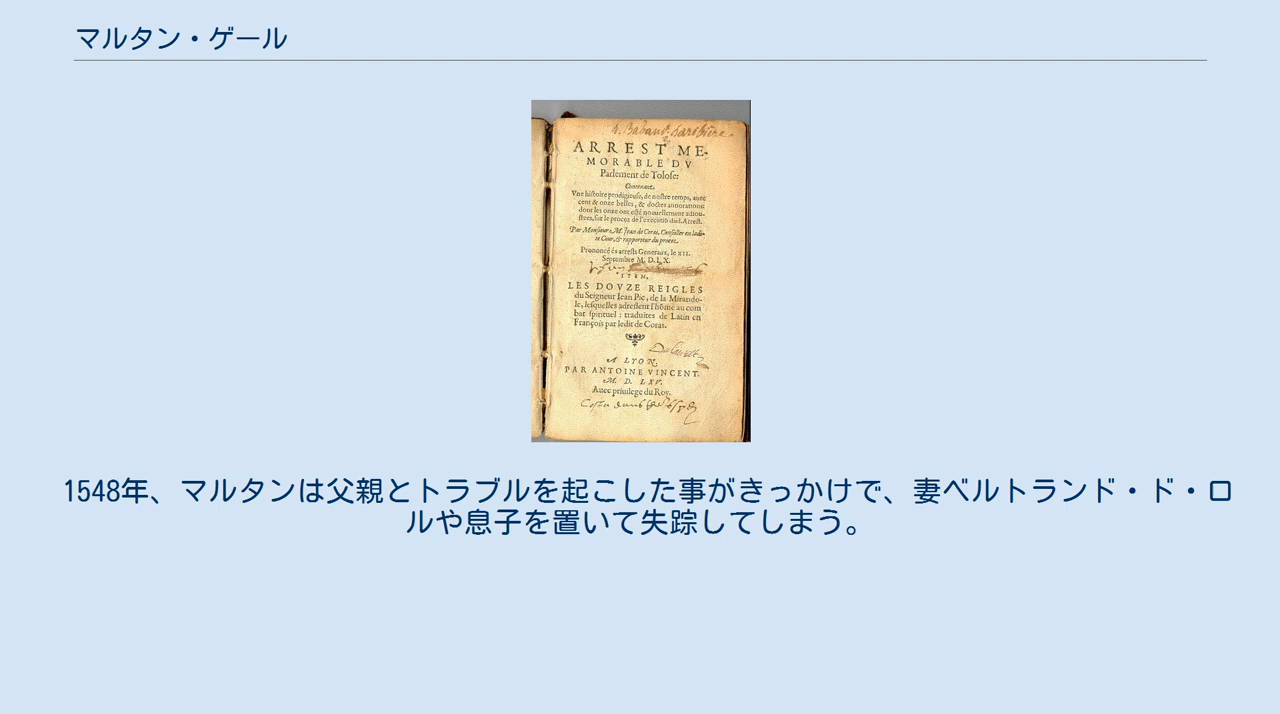 マルタン・ゲール
ARREST ME-
MORABLE DV
Parlement de Tolose:
Contenant,
Vne histoire prodigieuse, de nostre temps, auec
cent & onze belles, & doctes annotations:
dont les onze ont esté nouuellement adiou-
stees, sur le procez de l'execution dud. Arrest.
Par Monsieur M. Jean de Coras, Conseiller en ladi-
te Cour, & rapporteur du procez.
Prononcé és arrests Generaux, le XII.
Septembre M. D. LX.
ITEM,
LES DOVZE REIGLES
du Seigneur Iean Pic, de la Mirando-
le, lesquelles adressent l'hōme au com
bat spirituel: traduites de Latin en
François par ledit de Coras.
A LYON,
PAR ANTOINE VINCENT.
M. D. LXV.
Auec priuilege du Roy.
1548年、マルタンは父親とトラブルを起こした事がきっかけで、妻ベルトランド・ド・ロ
ルや息子を置いて失踪してしまう。